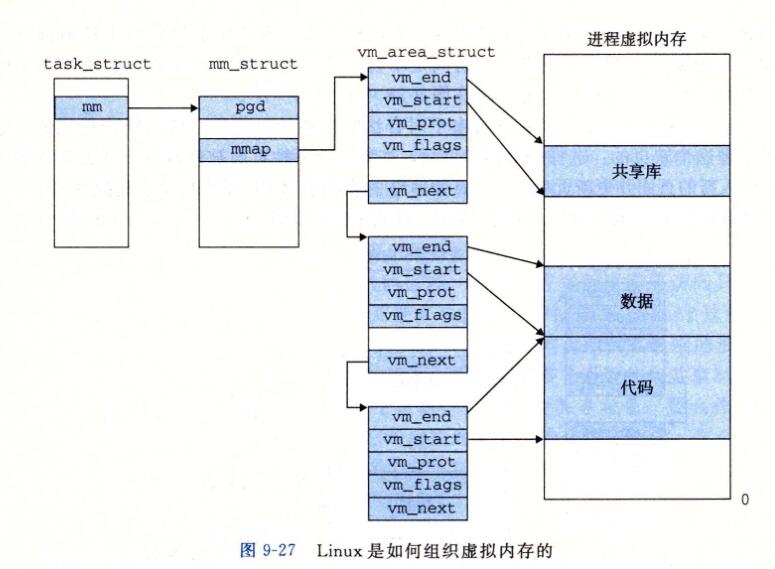 task_struct
mm
mm_struct
pgd
mmap
vm_area_struct
vm_end
vm_start
vm_prot
vm_flags
vm_next
vm_end
vm_start
vm_prot
vm_flags
vm_next
vm_end
vm_start
vm_prot
vm_flags
vm_next
进程虚拟内存
共享库
数据
代码
0
图 9-27 Linux 是如何组织虚拟内存的